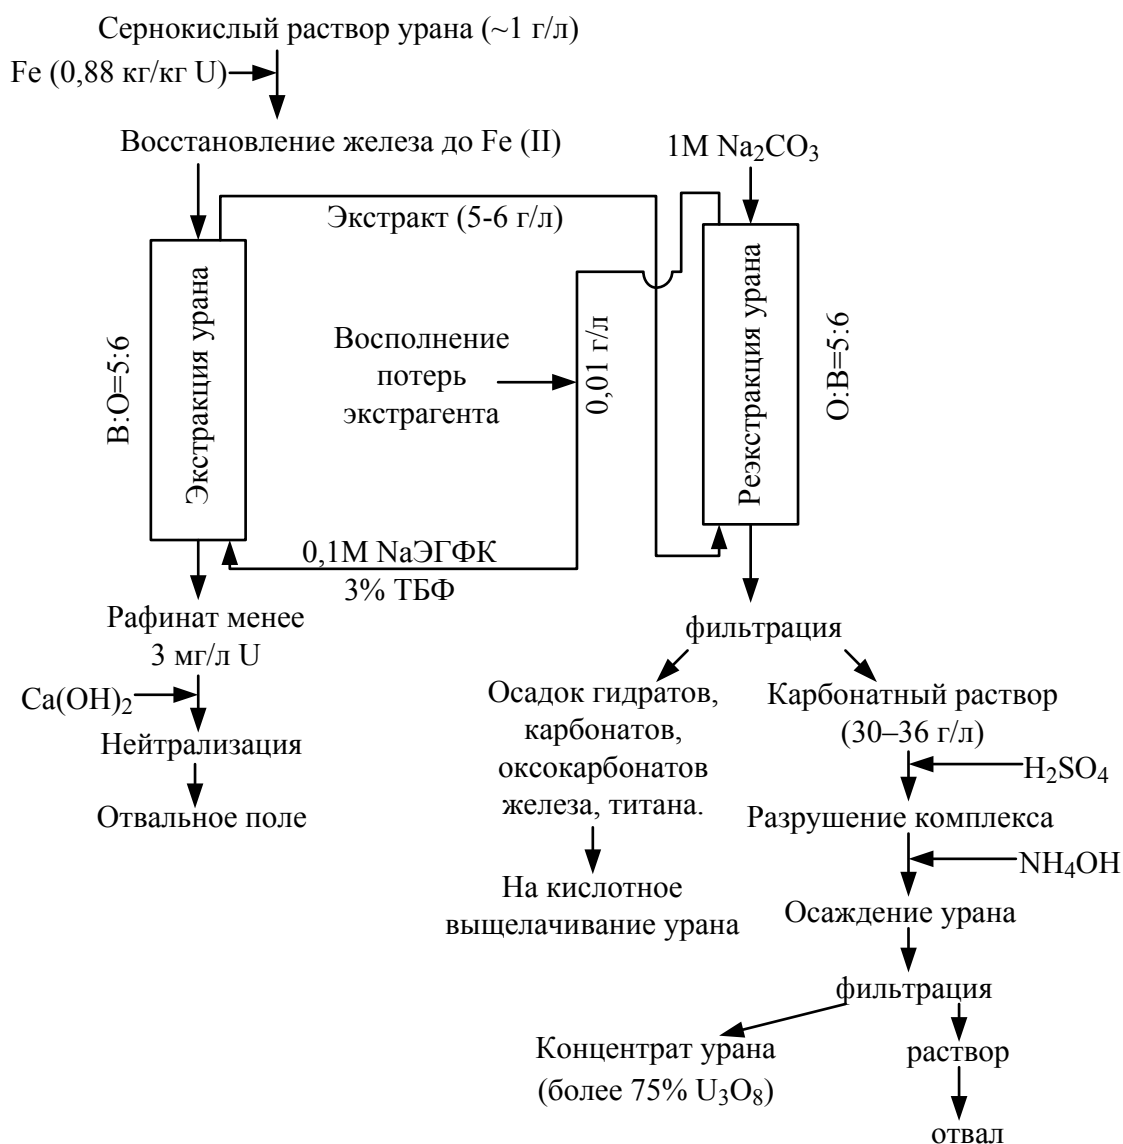 Сернокислый раствор урана (~1 г/л)
Fe (0,88 кг/кг U)
Восстановление железа до Fe (II)
1М Na₂CO₃
Экстракт (5-6 г/л)
Экстракция урана
В:О=5:6
Восполнение
потерь
экстрагента
0,01 г/л
Реэкстракция урана
О:В=5:6
0,1М NaЭГФК
3% ТБФ
Рафинат менее
3 мг/л U
Ca(OH)₂
Нейтрализация
Отвальное поле
фильтрация
Осадок гидратов,
карбонатов,
оксокарбонатов
железа, титана.
На кислотное
выщелачивание урана
Карбонатный раствор
(30–36 г/л)
H₂SO₄
Разрушение комплекса
NH₄OH
Осаждение урана
фильтрация
Концентрат урана
(более 75% U₃O₈)
раствор
отвал